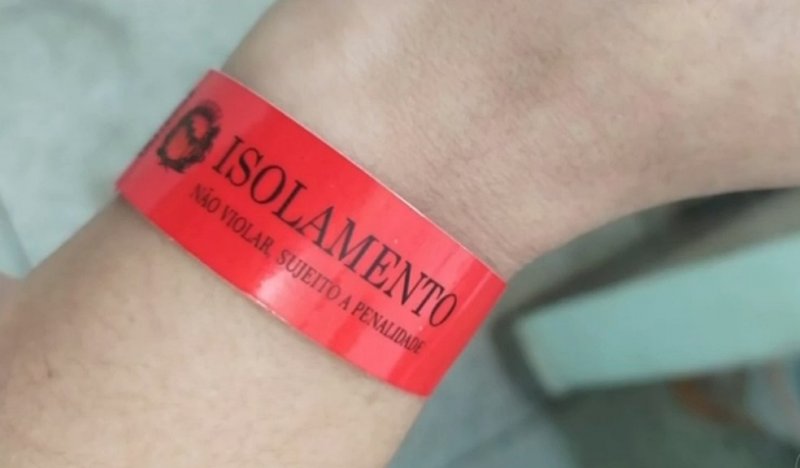 ISOLAMENTO
NÃO VIOLAR, SUJEITO A PENALIDADE